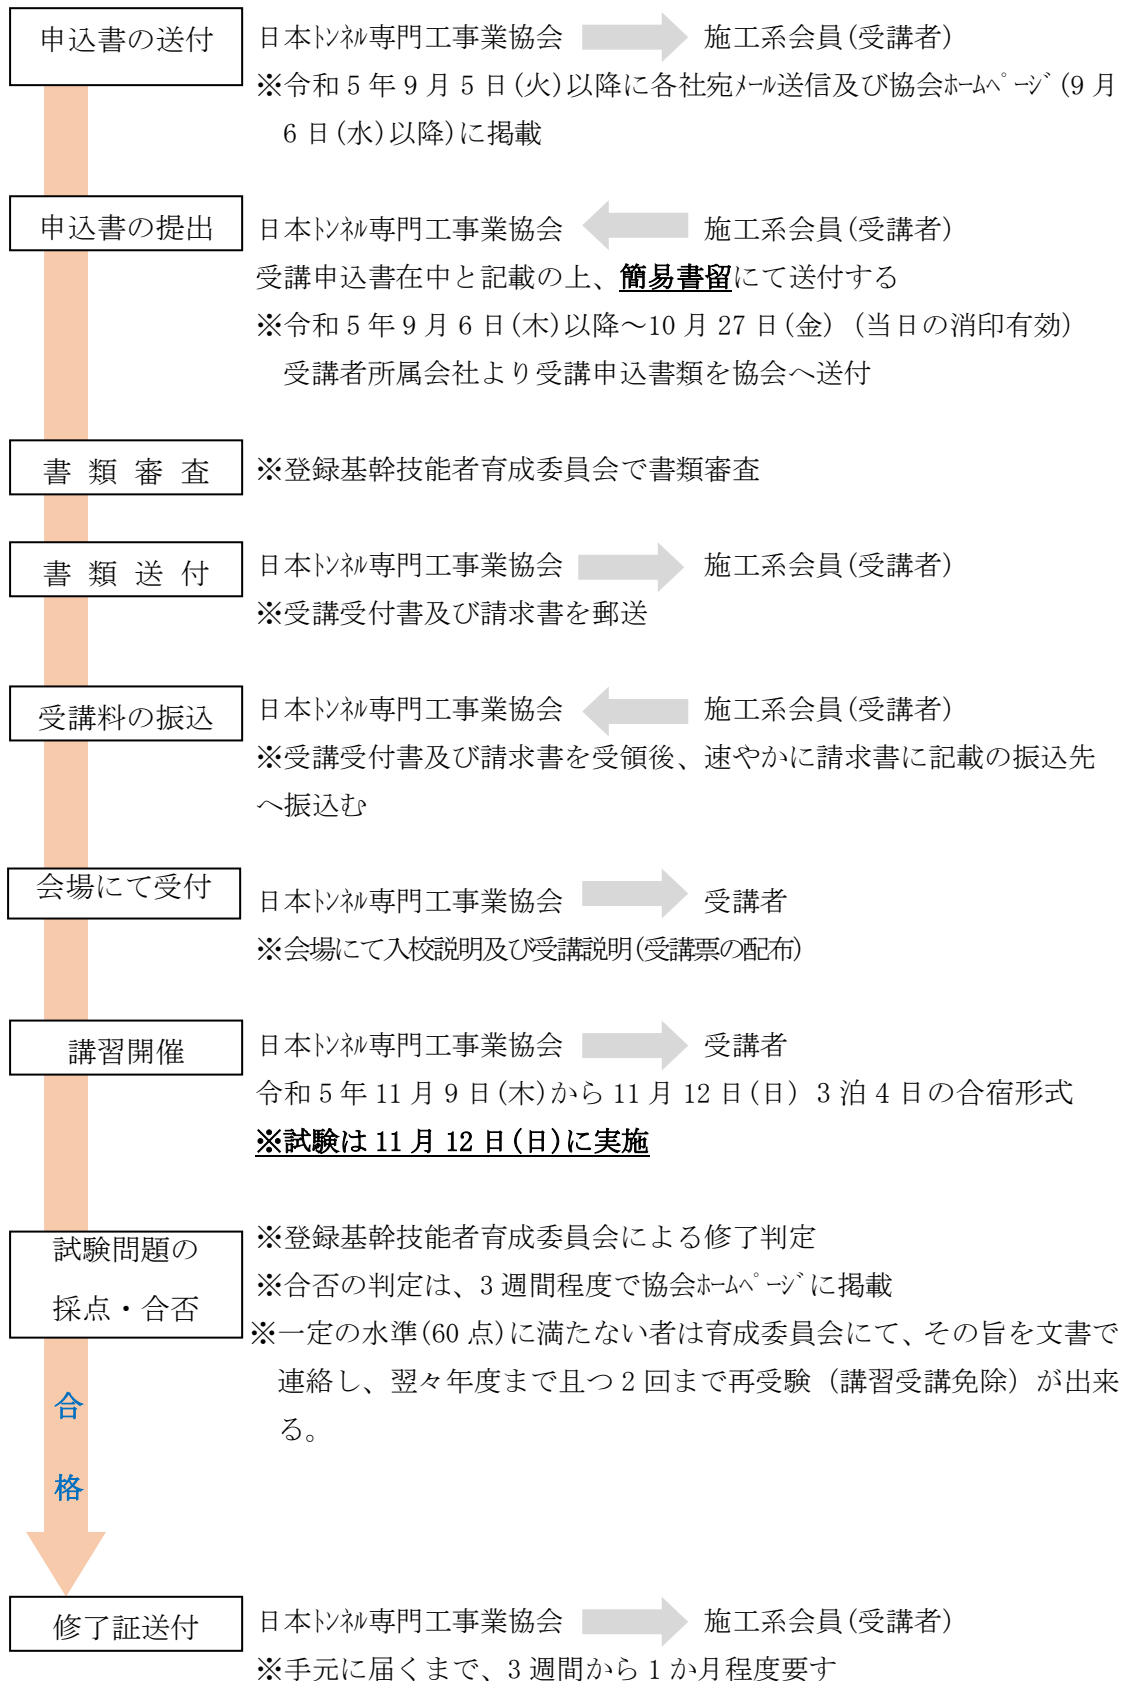 申込書の送付
日本ﾄﾝﾈﾙ専門工事業協会 施工系会員(受講者)
※令和5年9月5日(火)以降に各社宛ﾒｰﾙ送信及び協会ﾎｰﾑﾍﾟｰｼﾞ(9月
6日(水)以降)に掲載
申込書の提出
日本ﾄﾝﾈﾙ専門工事業協会 施工系会員(受講者)
受講申込書在中と記載の上、簡易書留にて送付する
※令和5年9月6日(木)以降～10月27日(金)(当日の消印有効)
受講者所属会社より受講申込書類を協会へ送付
書類審査
※登録基幹技能者育成委員会で書類審査
書類送付
日本ﾄﾝﾈﾙ専門工事業協会 施工系会員(受講者)
※受講受付書及び請求書を郵送
受講料の振込
日本ﾄﾝﾈﾙ専門工事業協会 施工系会員(受講者)
※受講受付書及び請求書を受領後、速やかに請求書に記載の振込先
へ振込む
会場にて受付
日本ﾄﾝﾈﾙ専門工事業協会 受講者
※会場にて入校説明及び受講説明(受講票の配布)
講習開催
日本ﾄﾝﾈﾙ専門工事業協会 受講者
令和5年11月9日(木)から11月12日(日) 3泊4日の合宿形式
※試験は11月12日(日)に実施
試験問題の
採点・合否
※登録基幹技能者育成委員会による修了判定
※合否の判定は、3週間程度で協会ﾎｰﾑﾍﾟｰｼﾞに掲載
※一定の水準(60点)に満たない者は育成委員会にて、その旨を文書で
連絡し、翌々年度まで且つ2回まで再受験（講習受講免除）が出来
る。
合
格
修了証送付
日本ﾄﾝﾈﾙ専門工事業協会 施工系会員(受講者)
※手元に届くまで、3週間から1か月程度要す